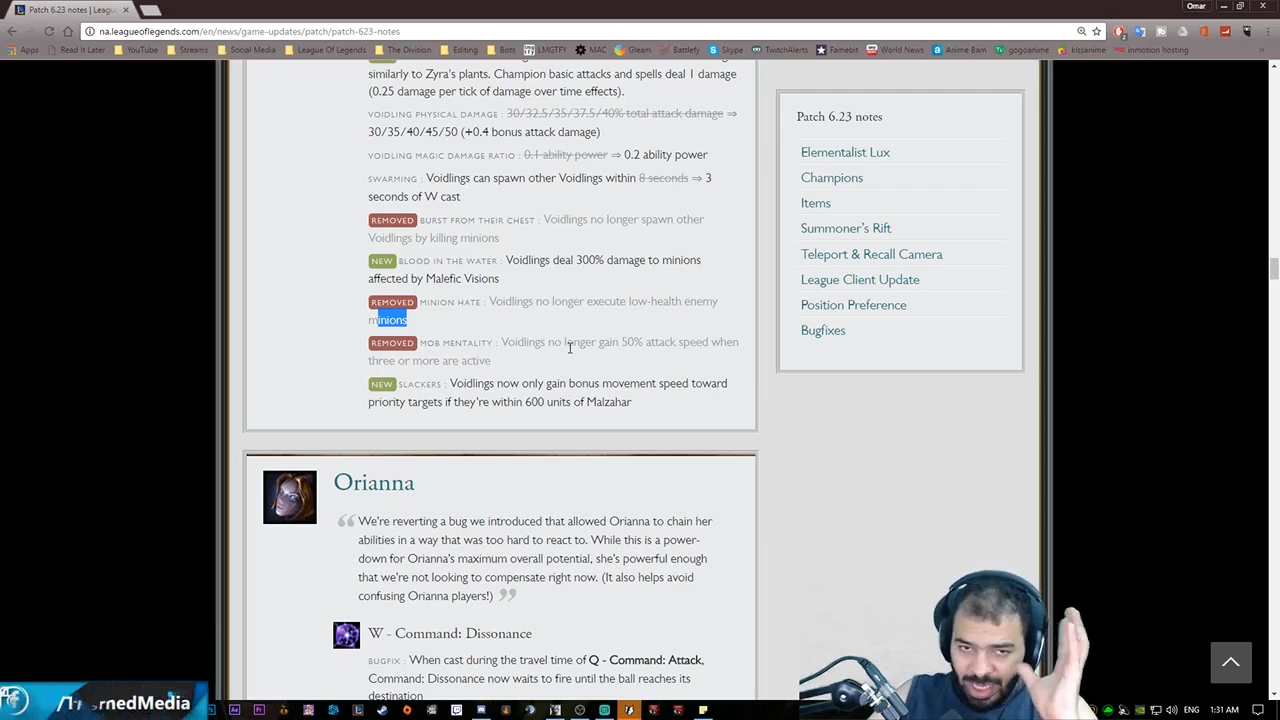 Patch 6.23 notes | Leagu
Omar
na.leagueoflegends.com/en/news/game-updates/patch/patch-623-notes
Apps Read It Later YouTube Streams Social Media League Of Legends The Division Editing Bots LMGTFY MAC Gleam Battlefy Skype TwitchAlerts Famebit World News Anime Bam gogoanime kissanime inmotion hosting
similarly to Zyra's plants. Champion basic attacks and spells deal 1 damage
(0.25 damage per tick of damage over time effects).
VOIDLING PHYSICAL DAMAGE : 30/32.5/35/37.5/40% total attack damage ⇒
30/35/40/45/50 (+0.4 bonus attack damage)
VOIDLING MAGIC DAMAGE RATIO : 0.1 ability power ⇒ 0.2 ability power
SWARMING : Voidlings can spawn other Voidlings within 8 seconds ⇒ 3
seconds of W cast
REMOVED BURST FROM THEIR CHEST : Voidlings no longer spawn other
Voidlings by killing minions
NEW BLOOD IN THE WATER : Voidlings deal 300% damage to minions
affected by Malefic Visions
REMOVED MINION HATE : Voidlings no longer execute low-health enemy
minions
REMOVED MOB MENTALITY : Voidlings no longer gain 50% attack speed when
three or more are active
NEW SLACKERS : Voidlings now only gain bonus movement speed toward
priority targets if they're within 600 units of Malzahar
Orianna
We're reverting a bug we introduced that allowed Orianna to chain her
abilities in a way that was too hard to react to. While this is a power-
down for Orianna's maximum overall potential, she's powerful enough
that we're not looking to compensate right now. (It also helps avoid
confusing Orianna players!)
W - Command: Dissonance
BUGFIX : When cast during the travel time of Q - Command: Attack,
Command: Dissonance now waits to fire until the ball reaches its
destination
Patch 6.23 notes
Elementalist Lux
Champions
Items
Summoner's Rift
Teleport & Recall Camera
League Client Update
Position Preference
Bugfixes
rnedMedia
ENG 1:31 AM